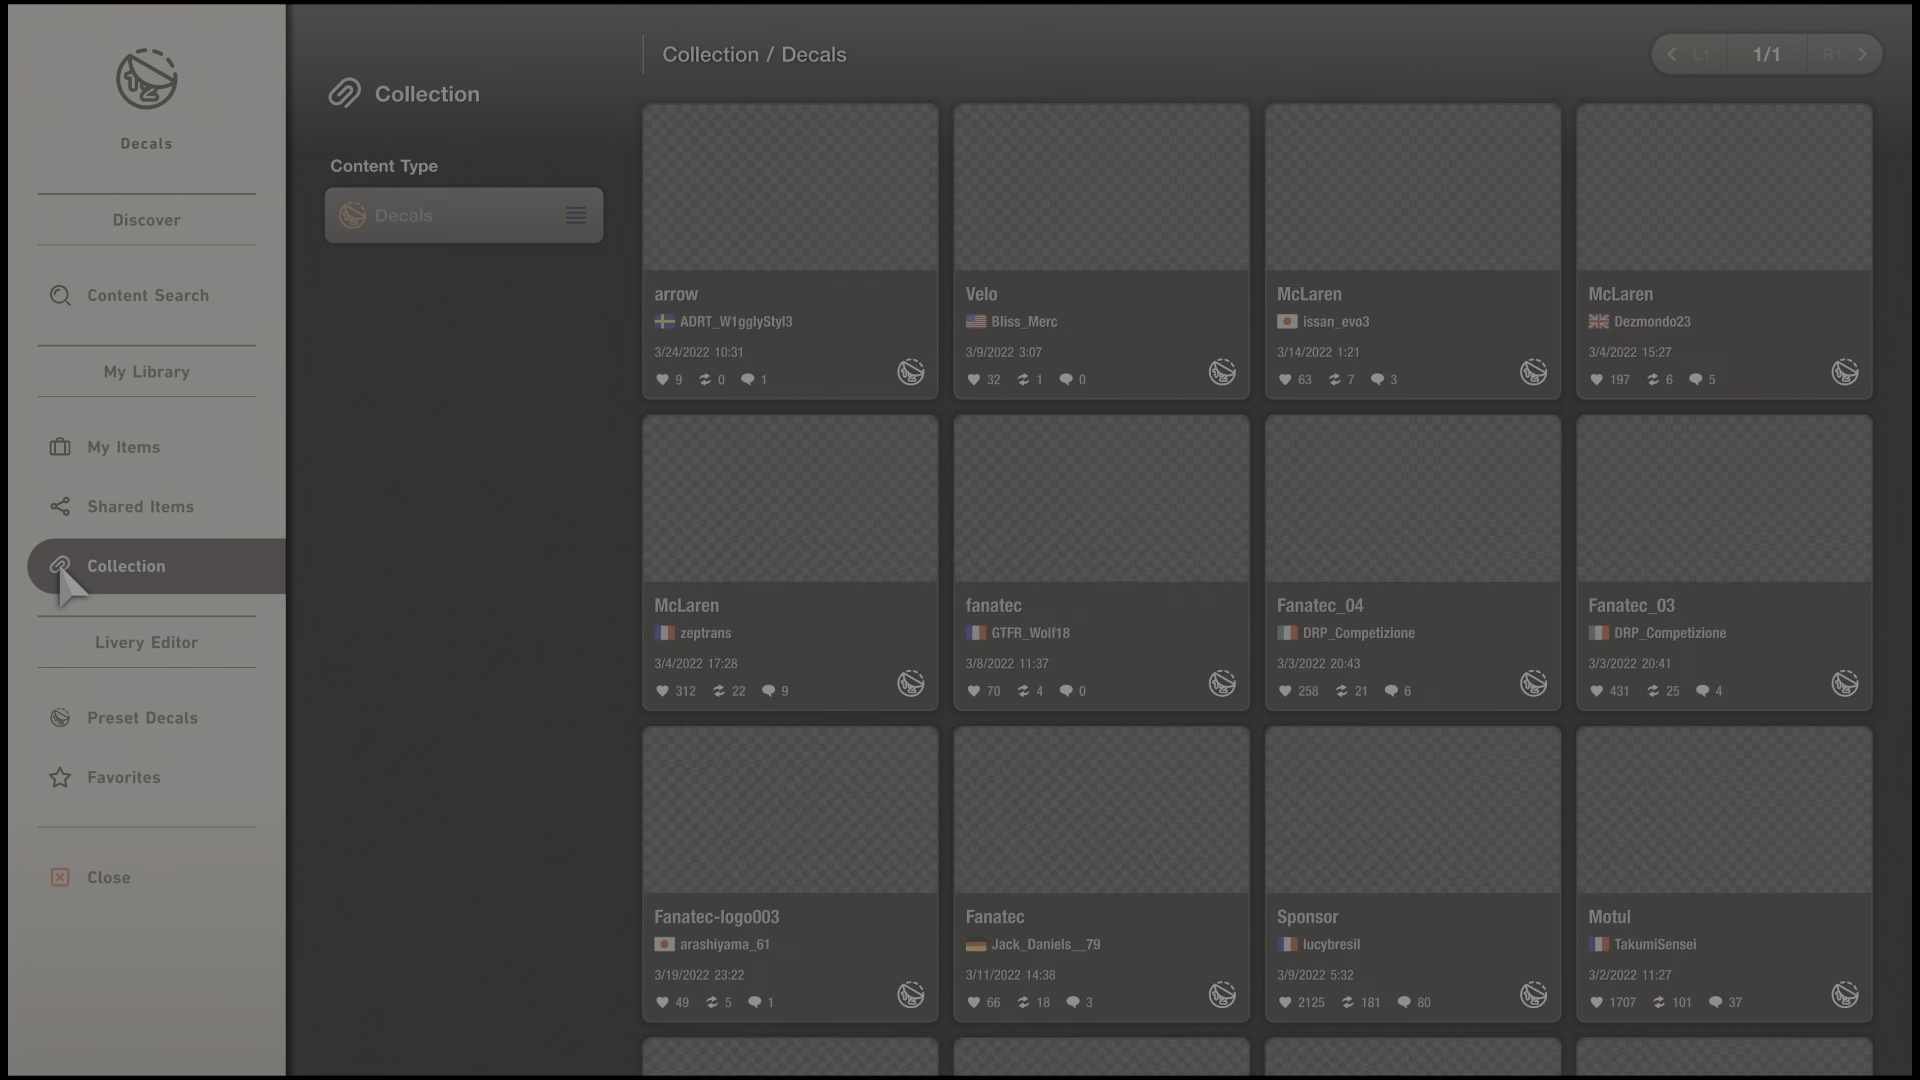 Decals
Discover
Content Search
My Library
My Items
Shared Items
Collection
Livery Editor
Preset Decals
Favorites
Close
Collection
Content Type
Decals
Collection / Decals
L1 1/1 R1
arrow
ADRT_W1gglyStyl3
3/24/2022 10:31
9 0 1
Velo
Bliss_Merc
3/9/2022 3:07
32 1 0
McLaren
issan_evo3
3/14/2022 1:21
63 7 3
McLaren
Dezmondo23
3/4/2022 15:27
197 6 5
McLaren
zeptrans
3/4/2022 17:28
312 22 9
fanatec
GTFR_Wolf18
3/8/2022 11:37
70 4 0
Fanatec_04
DRP_Competizione
3/3/2022 20:43
258 21 6
Fanatec_03
DRP_Competizione
3/3/2022 20:41
431 25 4
Fanatec-logo003
arashiyama_61
3/19/2022 23:22
49 5 1
Fanatec
Jack_Daniels__79
3/11/2022 14:38
66 18 3
Sponsor
lucybresil
3/9/2022 5:32
2125 181 80
Motul
TakumiSensei
3/2/2022 11:27
1707 101 37